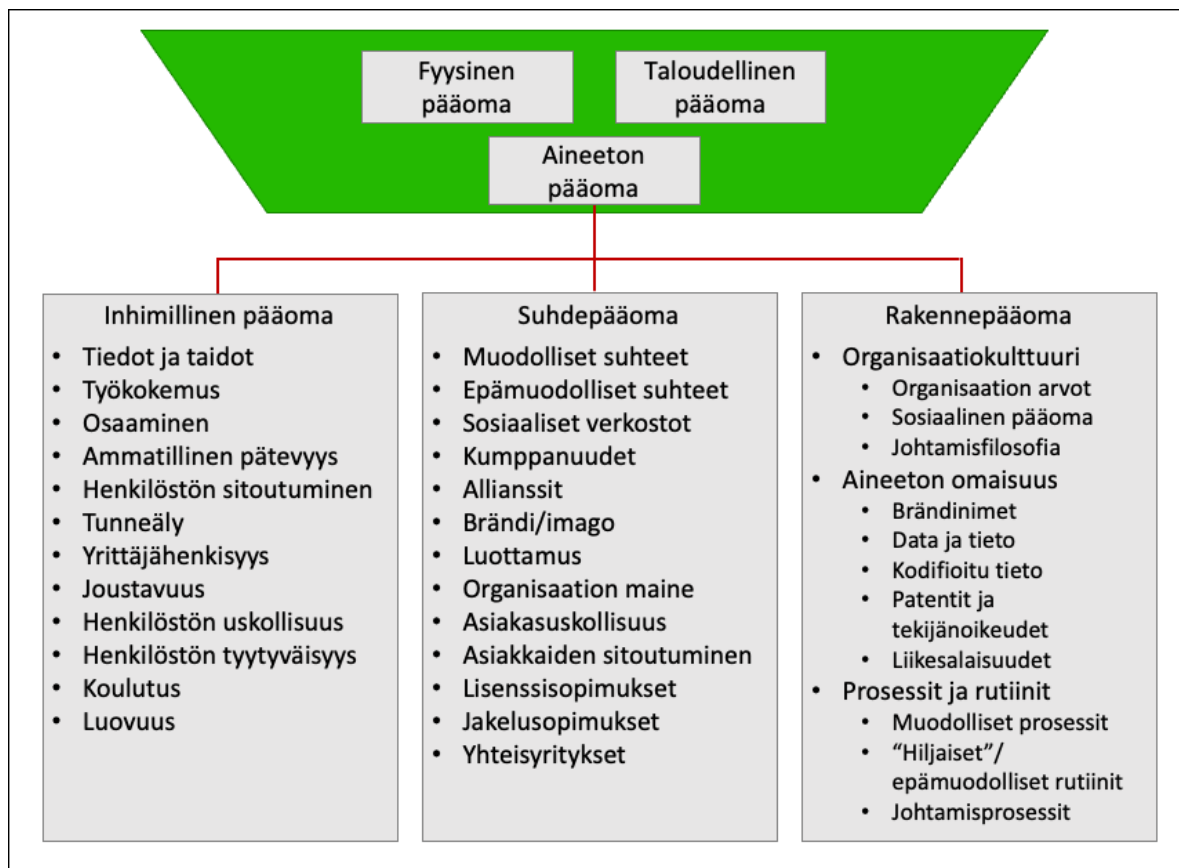 Fyysinen
pääoma
Taloudellinen
pääoma
Aineeton
pääoma
Inhimillinen pääoma
• Tiedot ja taidot
• Työkokemus
• Osaaminen
• Ammatillinen pätevyys
• Henkilöstön sitoutuminen
• Tunneäly
• Yrittäjähenkisyys
• Joustavuus
• Henkilöstön uskollisuus
• Henkilöstön tyytyväisyys
• Koulutus
• Luovuus
Suhdepääoma
• Muodolliset suhteet
• Epämuodolliset suhteet
• Sosiaaliset verkostot
• Kumppanuudet
• Allianssit
• Brändi/imago
• Luottamus
• Organisaation maine
• Asiakasuskollisuus
• Asiakkaiden sitoutuminen
• Lisenssisopimukset
• Jakelusopimukset
• Yhteisyritykset
Rakennepääoma
• Organisaatiokulttuuri
• Organisaation arvot
• Sosiaalinen pääoma
• Johtamisfilosofia
• Aineeton omaisuus
• Brändinimet
• Data ja tieto
• Kodifioitu tieto
• Patentit ja
tekijänoikeudet
• Liikesalaisuudet
• Prosessit ja rutiinit
• Muodolliset prosessit
• “Hiljaiset”/
epämuodolliset rutiinit
• Johtamisprosessit